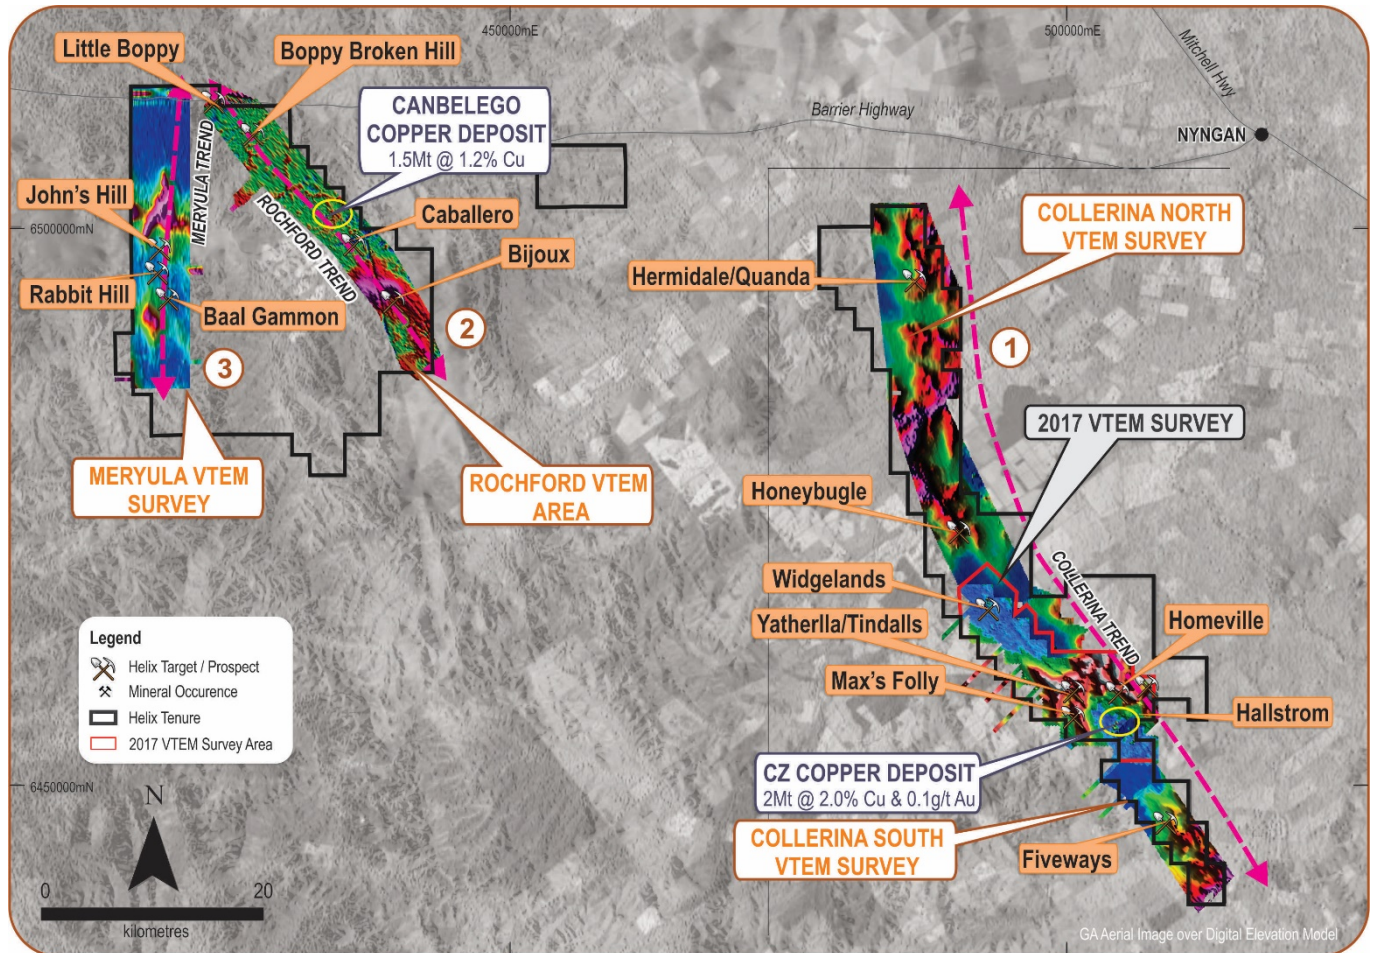 450000mE
500000mE
Little Boppy
Boppy Broken Hill
Mitchell Hwy
CANBELEGO
COPPER DEPOSIT
1.5Mt @ 1.2% Cu
Barrier Highway
NYNGAN
MERYULA TREND
John's Hill
ROCHFORD TREND
Caballero
COLLERINA NORTH
VTEM SURVEY
6500000mN
Bijoux
Hermidale/Quanda
Rabbit Hill
Baal Gammon
2
1
3
2017 VTEM SURVEY
MERYULA VTEM
SURVEY
ROCHFORD VTEM
AREA
Honeybugle
COLLERINA TREND
Widgelands
Yatherlla/Tindalls
Homeville
Max's Folly
Hallstrom
Legend
Helix Target / Prospect
Mineral Occurence
Helix Tenure
2017 VTEM Survey Area
CZ COPPER DEPOSIT
2Mt @ 2.0% Cu & 0.1g/t Au
6450000mN
N
COLLERINA SOUTH
VTEM SURVEY
Fiveways
0
20
kilometres
GA Aerial Image over Digital Elevation Model